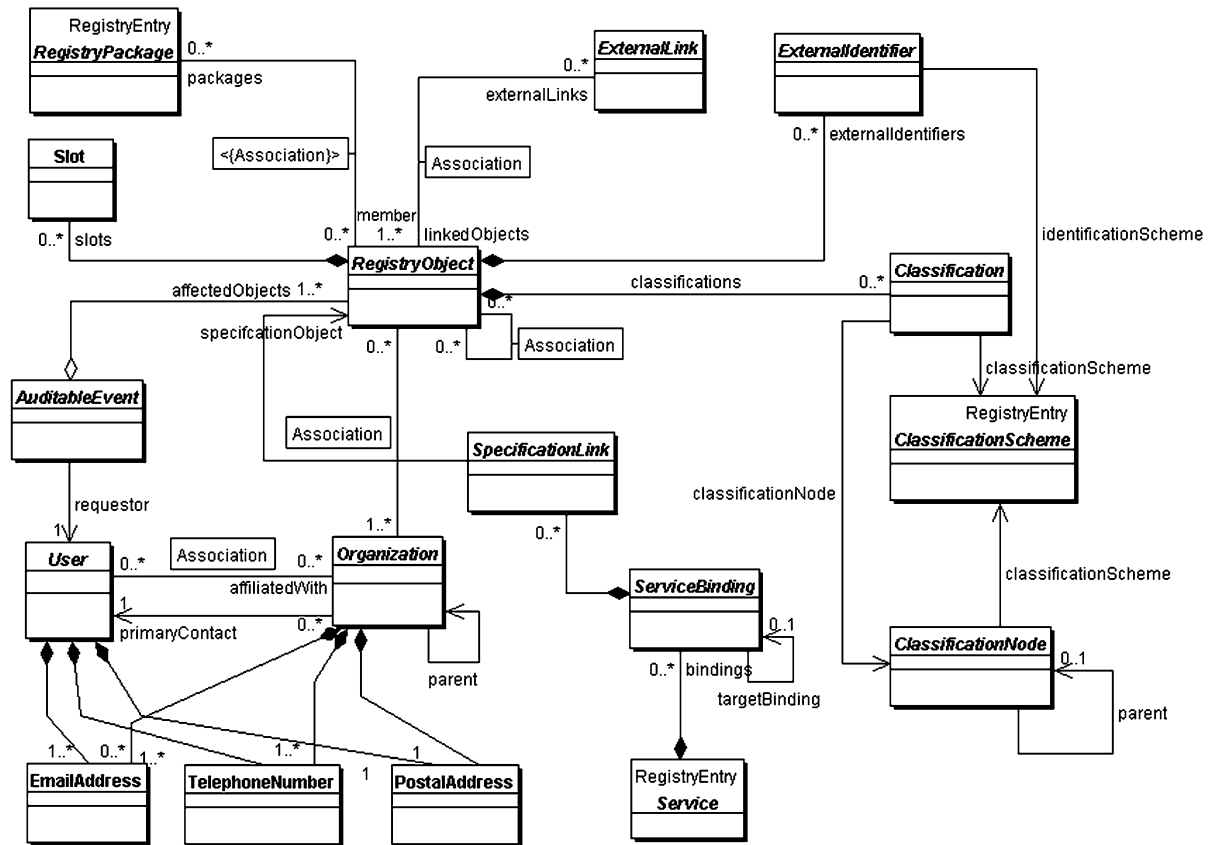 RegistryEntry
RegistryPackage
0..*
packages
ExternalLink
0..*
externalLinks
ExternalIdentifier
0..*
externalIdentifiers
<{Association}>
Association
Slot
0..*
slots
member
0..*
1..*
linkedObjects
identificationScheme
RegistryObject
classifications
0..*
Classification
affectedObjects
1..*
0..*
specifcationObject
0..*
0..*
Association
classificationScheme
AuditableEvent
RegistryEntry
ClassificationScheme
Association
SpecificationLink
classificationNode
requestor
1
1..*
0..*
User
Association
0..*
0..*
Organization
affiliatedWith
classificationScheme
ServiceBinding
1
primaryContact
0..*
0..1
ClassificationNode
0..1
parent
0..*
bindings
targetBinding
parent
1..*
0..*
1..*
1..*
1
1
EmailAddress
TelephoneNumber
PostalAddress
RegistryEntry
Service